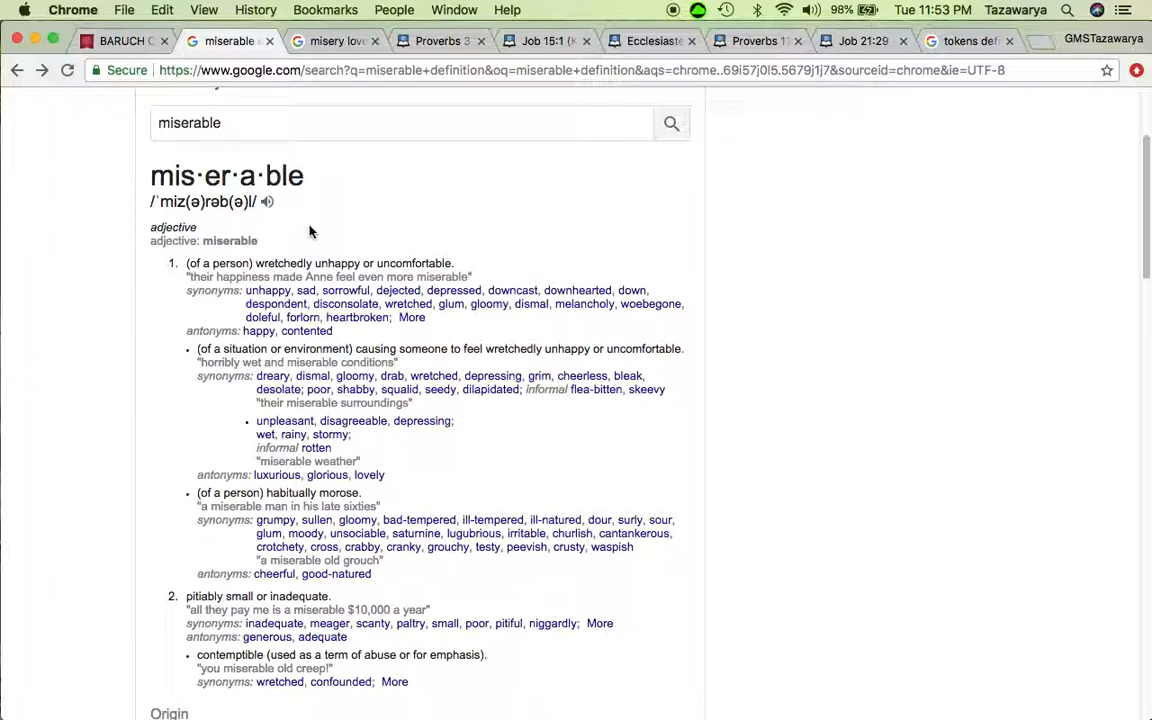 Chrome File Edit View History Bookmarks People Window Help 98% Tue 11:53 PM Tazawarya
BARUCH C miserable misery love Proverbs 3 Job 15:1 (K Ecclesiaste Proverbs 1 Job 21:29 tokens defi GMSTazawarya
Secure https://www.google.com/search?q=miserable+definition&oq=miserable+definition&aqs=chrome..69i57j0l5.5679j1j7&sourceid=chrome&ie=UTF-8
miserable
mis·er·a·ble
/ˈmiz(ə)rəb(ə)l/
adjective
adjective: miserable
1. (of a person) wretchedly unhappy or uncomfortable.
"their happiness made Anne feel even more miserable"
synonyms: unhappy, sad, sorrowful, dejected, depressed, downcast, downhearted, down,
despondent, disconsolate, wretched, glum, gloomy, dismal, melancholy, woebegone,
doleful, forlorn, heartbroken; More
antonyms: happy, contented
• (of a situation or environment) causing someone to feel wretchedly unhappy or uncomfortable.
"horribly wet and miserable conditions"
synonyms: dreary, dismal, gloomy, drab, wretched, depressing, grim, cheerless, bleak,
desolate; poor, shabby, squalid, seedy, dilapidated; informal flea-bitten, skeevy
"their miserable surroundings"
• unpleasant, disagreeable, depressing;
wet, rainy, stormy;
informal rotten
"miserable weather"
antonyms: luxurious, glorious, lovely
• (of a person) habitually morose.
"a miserable man in his late sixties"
synonyms: grumpy, sullen, gloomy, bad-tempered, ill-tempered, ill-natured, dour, surly, sour,
glum, moody, unsociable, saturnine, lugubrious, irritable, churlish, cantankerous,
crotchety, cross, crabby, cranky, grouchy, testy, peevish, crusty, waspish
"a miserable old grouch"
antonyms: cheerful, good-natured
2. pitiably small or inadequate.
"all they pay me is a miserable $10,000 a year"
synonyms: inadequate, meager, scanty, paltry, small, poor, pitiful, niggardly; More
antonyms: generous, adequate
• contemptible (used as a term of abuse or for emphasis).
"you miserable old creep!"
synonyms: wretched, confounded; More
Origin